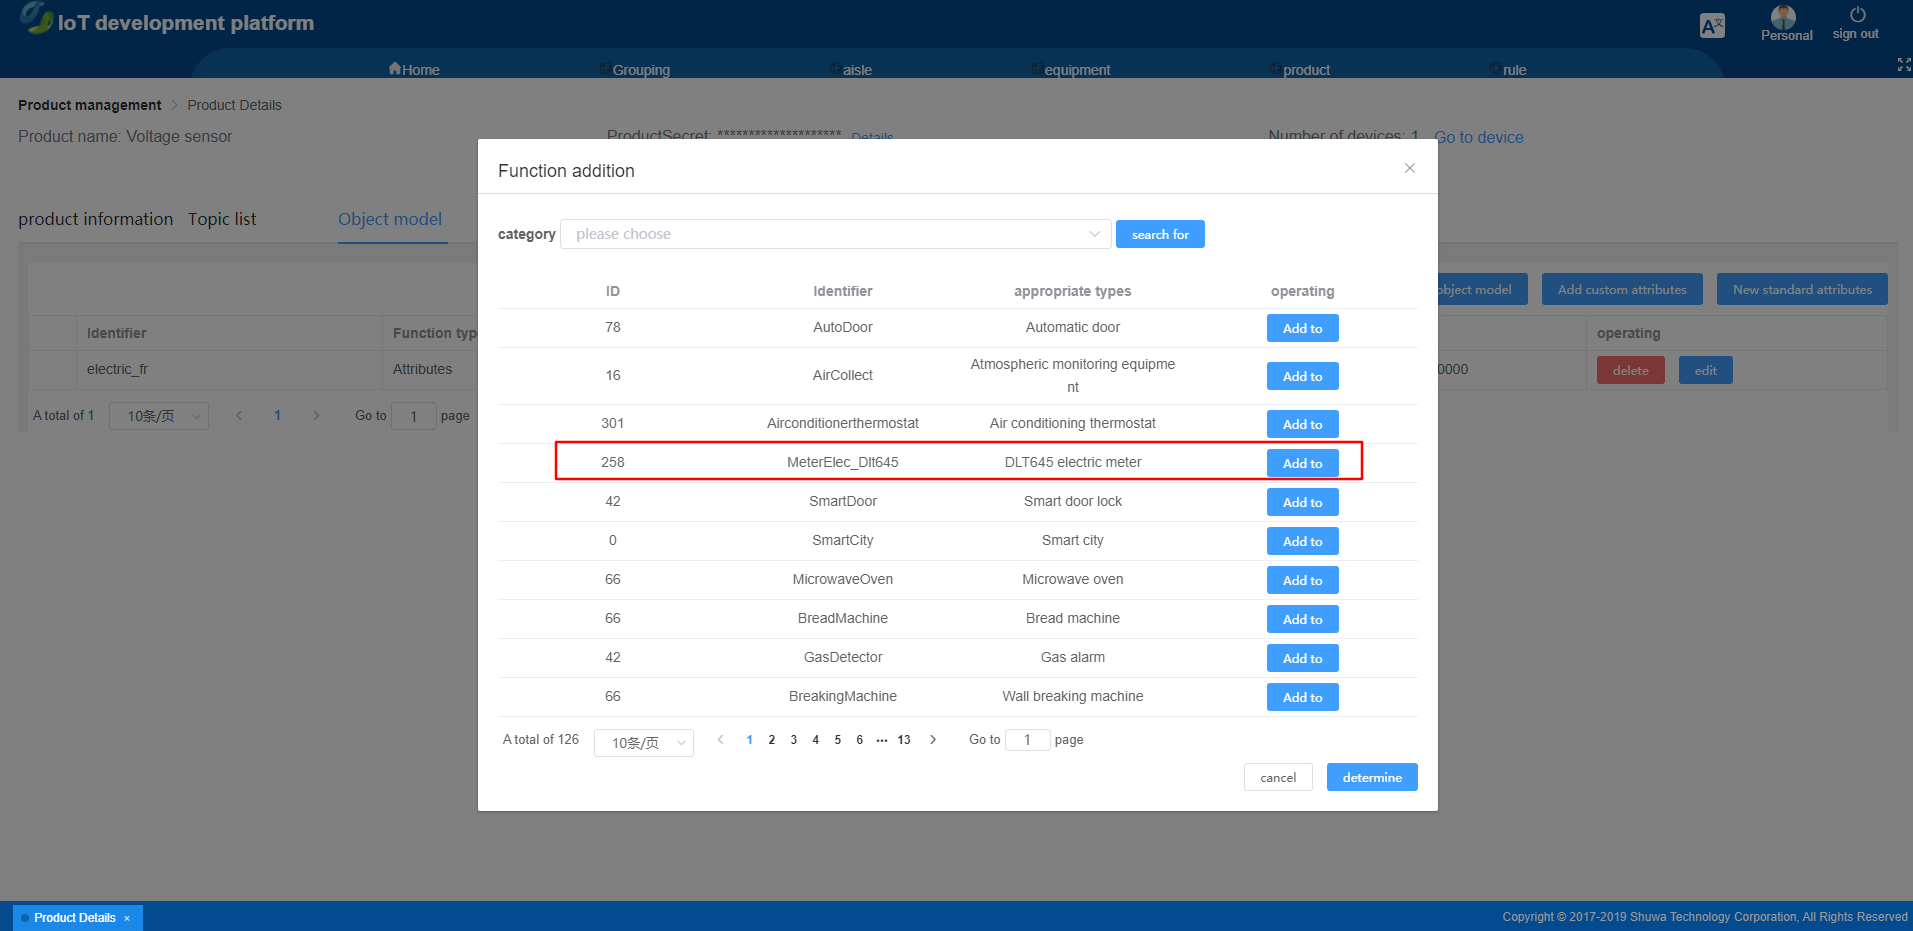 IoT development platform
Personal
sign out
Home
Grouping
aisle
equipment
product
rule
Product management
Product Details
Product name: Voltage sensor
ProductSecret: ******************** Details
Number of devices: 1 Go to device
product information
Topic list
Object model
object model
Add custom attributes
New standard attributes
Identifier
Function typ
operating
electric_fr
Attributes
0000
delete
edit
A total of 1
10条/页
1
Go to 1 page
Function addition
category please choose
search for
ID Identifier appropriate types operating
78 AutoDoor Automatic door Add to
16 AirCollect Atmospheric monitoring equipme
nt Add to
301 Airconditionerthermostat Air conditioning thermostat Add to
258 MeterElec_Dlt645 DLT645 electric meter Add to
42 SmartDoor Smart door lock Add to
0 SmartCity Smart city Add to
66 MicrowaveOven Microwave oven Add to
66 BreadMachine Bread machine Add to
42 GasDetector Gas alarm Add to
66 BreakingMachine Wall breaking machine Add to
A total of 126 10条/页 1 2 3 4 5 6 ··· 13 Go to 1 page
cancel
determine
Product Details
Copyright © 2017-2019 Shuwa Technology Corporation, All Rights Reserved